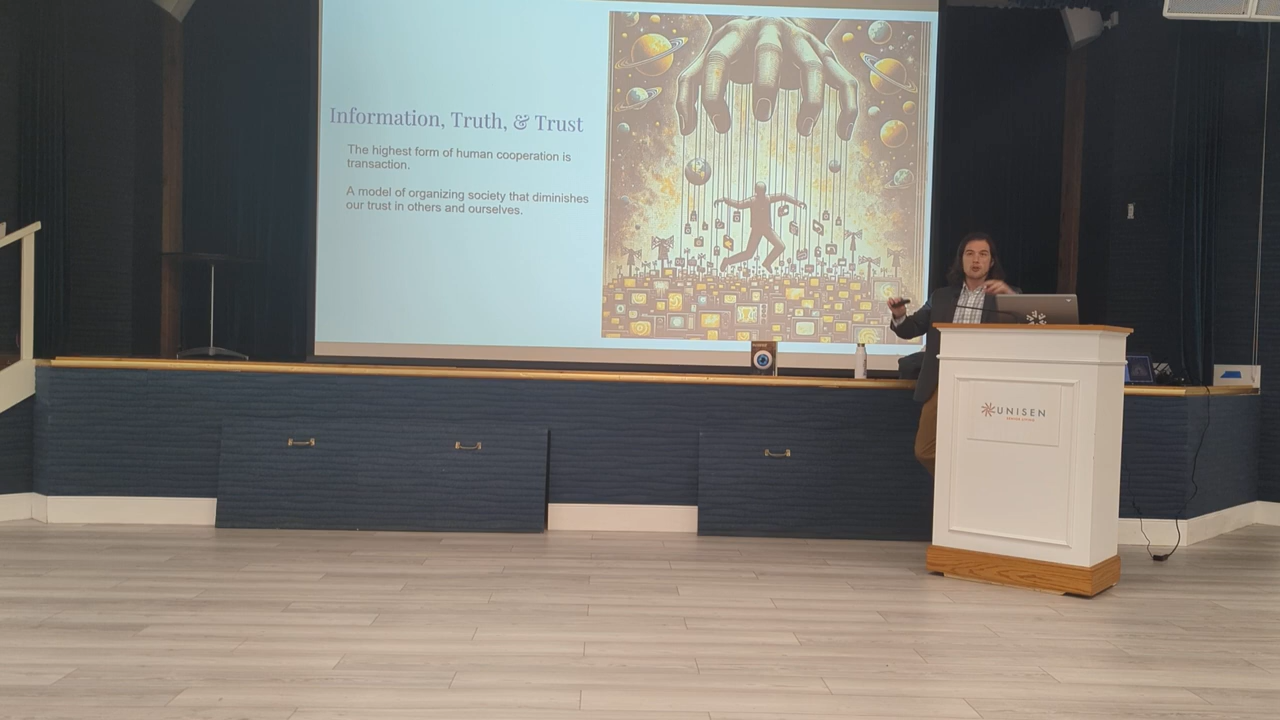 Information, Truth, & Trust
The highest form of human cooperation is
transaction.
A model of organizing society that diminishes
our trust in others and ourselves.
UNISEN